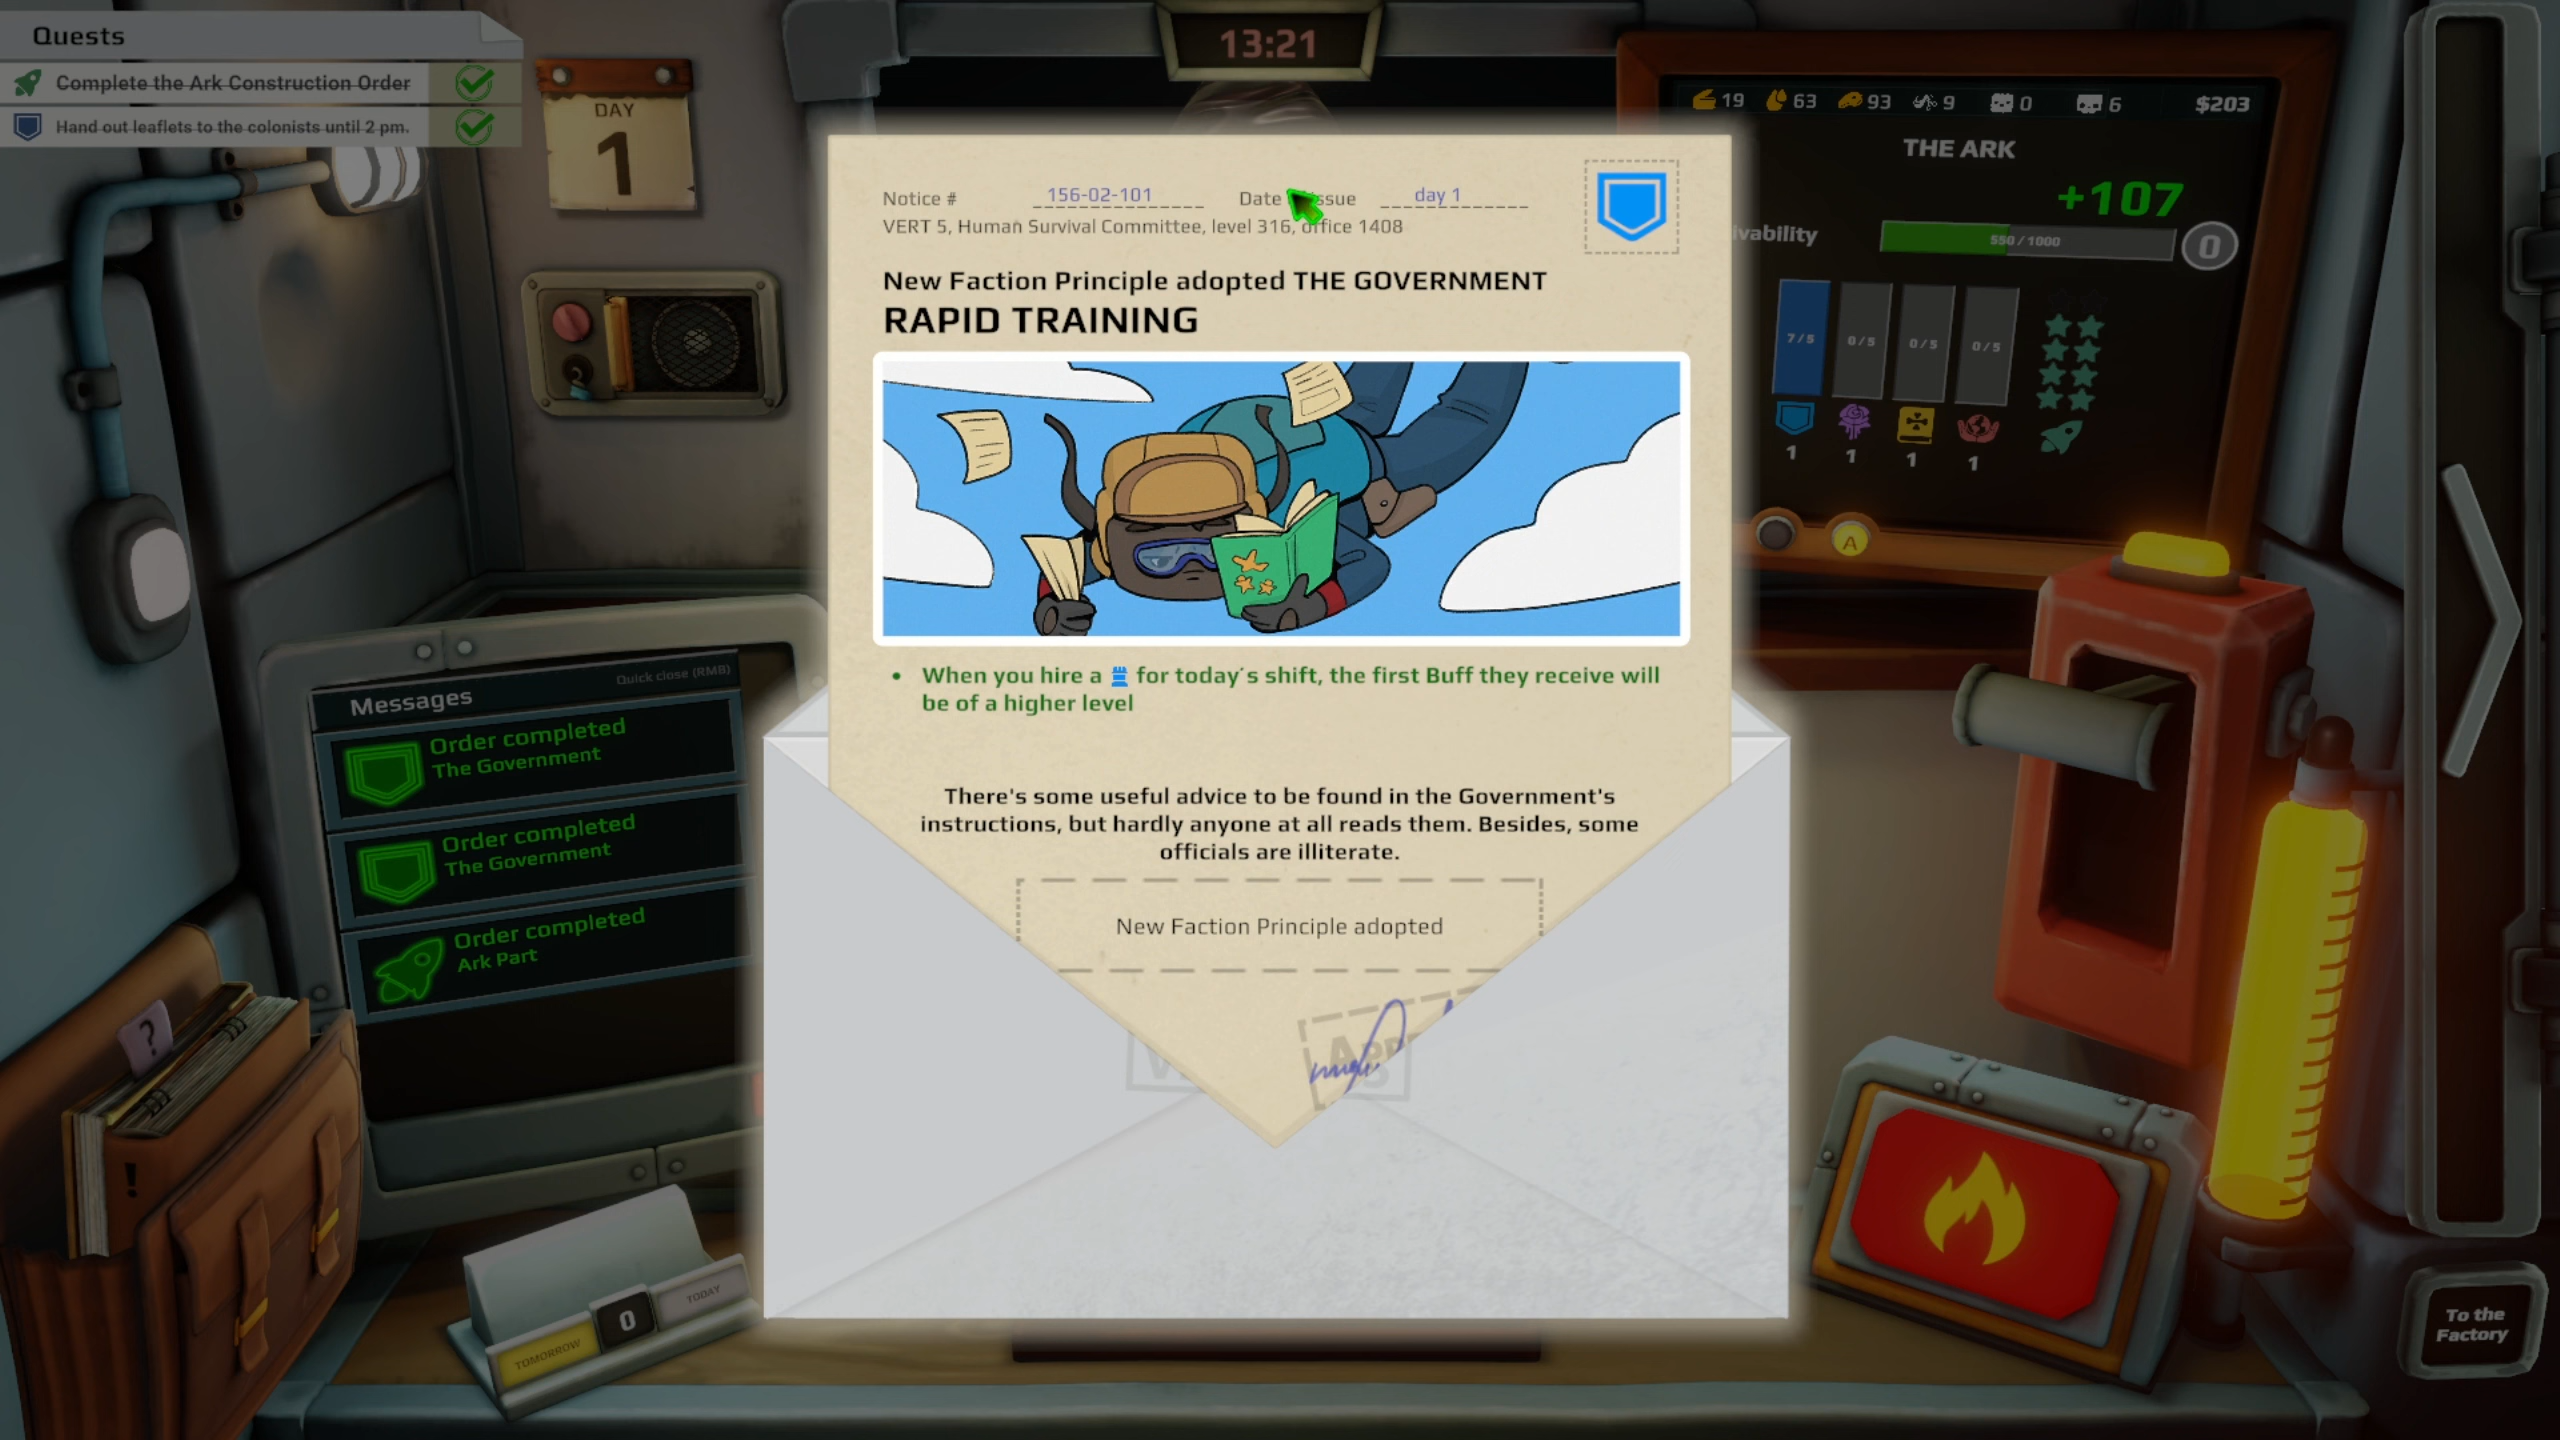 Quests
Complete the Ark Construction Order
Hand out leaflets to the colonists until 2 pm.
DAY
1
13:21
19 63 93 9 0 6 $203
THE ARK
+107
ivability
550 / 1000
0
7/5 0/5 0/5 0/5
1 1 1 1
A
Notice # 156-02-101 Date issue day 1
VERT 5, Human Survival Committee, level 316, office 1408
New Faction Principle adopted THE GOVERNMENT
RAPID TRAINING
When you hire a for today's shift, the first Buff they receive will
be of a higher level
There's some useful advice to be found in the Government's
instructions, but hardly anyone at all reads them. Besides, some
officials are illiterate.
New Faction Principle adopted
Messages
Quick close (RMB)
Order completed
The Government
Order completed
The Government
Order completed
Ark Part
?
!
TOMORROW
0
TODAY
To the
Factory